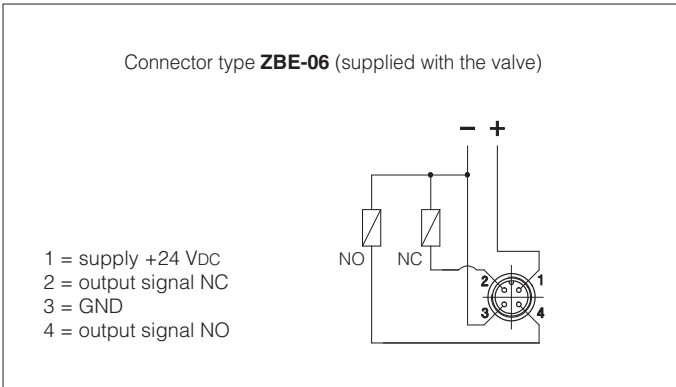 Connector type ZBE-06 (supplied with the valve)
− +
NO NC
1 = supply +24 VDC
2 = output signal NC
3 = GND
4 = output signal NO
2 1
3 4